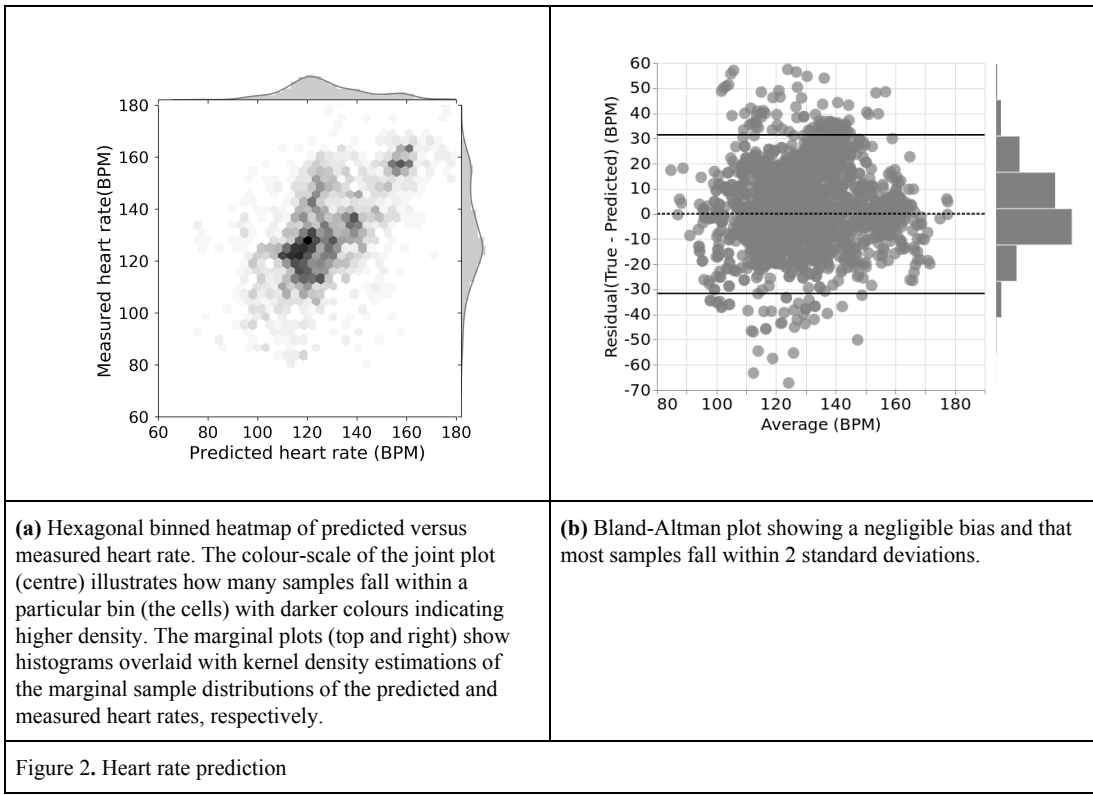 180
160
140
120
100
80
60
60 80 100 120 140 160 180
Measured heart rate(BPM)
Predicted heart rate (BPM)
60
50
40
30
20
10
0
-10
-20
-30
-40
-50
-60
-70
80 100 120 140 160 180
Residual(True - Predicted) (BPM)
Average (BPM)
(a) Hexagonal binned heatmap of predicted versus
measured heart rate. The colour-scale of the joint plot
(centre) illustrates how many samples fall within a
particular bin (the cells) with darker colours indicating
higher density. The marginal plots (top and right) show
histograms overlaid with kernel density estimations of
the marginal sample distributions of the predicted and
measured heart rates, respectively.
(b) Bland-Altman plot showing a negligible bias and that
most samples fall within 2 standard deviations.
Figure 2. Heart rate prediction